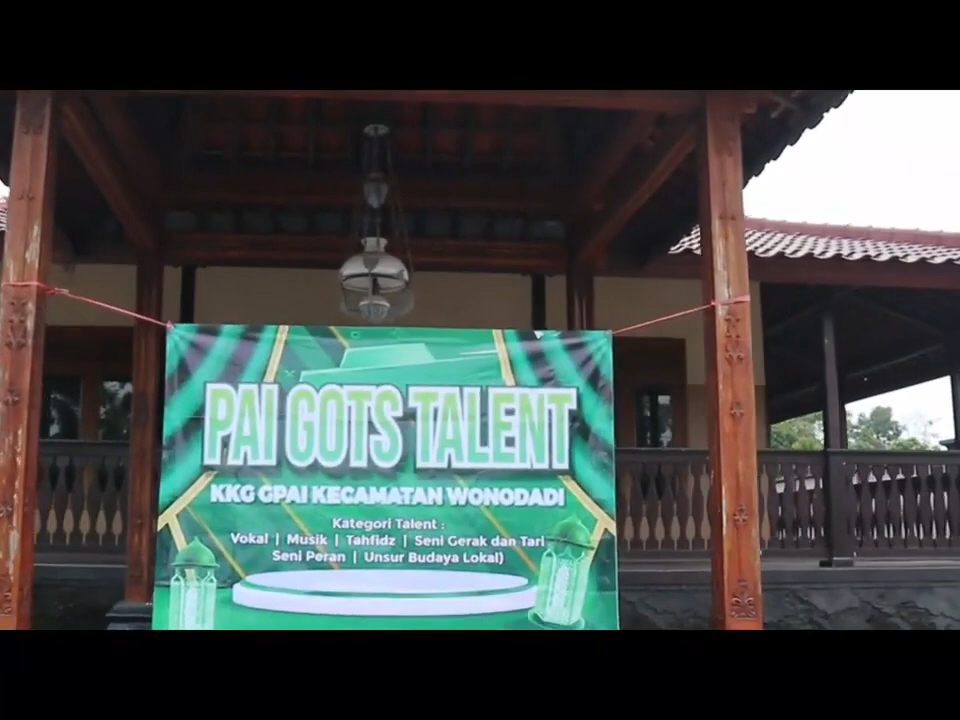 PAI GOTS TALENT
KKG GPAI KECAMATAN WONODADI
Kategori Talent :
Vokal | Musik | Tahfidz | Seni Gerak dan Tari
Seni Peran | Unsur Budaya Lokal)